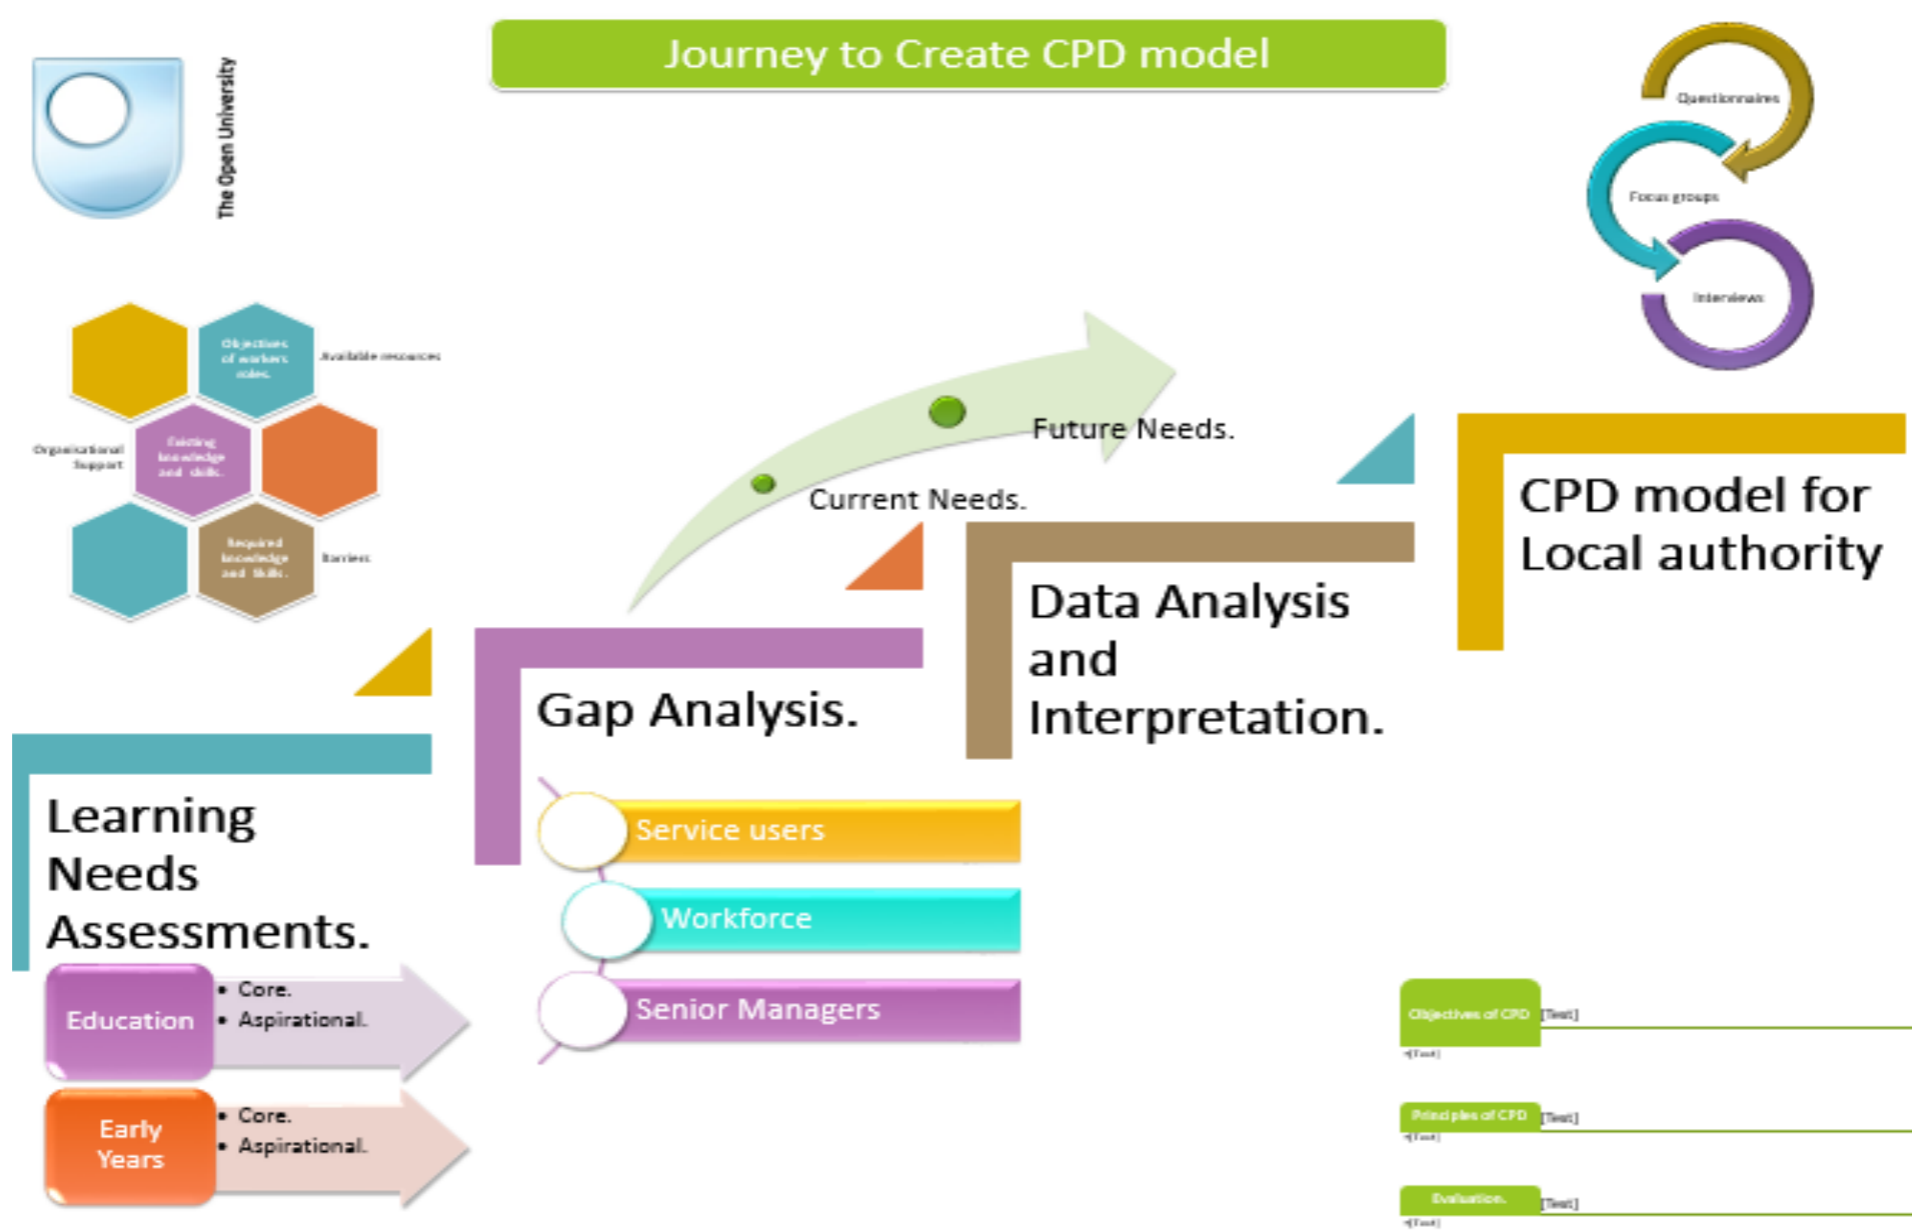 Journey to Create CPD model
The Open University
Questionnaires
Focus groups
Interviews
Objectives
of workers
roles.
Available resources
Organisational
Support
Existing
knowledge
and skills.
Required
knowledge
and Skills.
Barriers
Future Needs.
Current Needs.
CPD model for
Local authority
Data Analysis
and
Interpretation.
Gap Analysis.
Learning
Needs
Assessments.
Service users
Workforce
Senior Managers
Education
• Core.
• Aspirational.
Early
Years
• Core.
• Aspirational.
Objectives of CPD
[Text]
•[Text]
Principles of CPD
[Text]
•[Text]
Evaluation.
[Text]
•[Text]